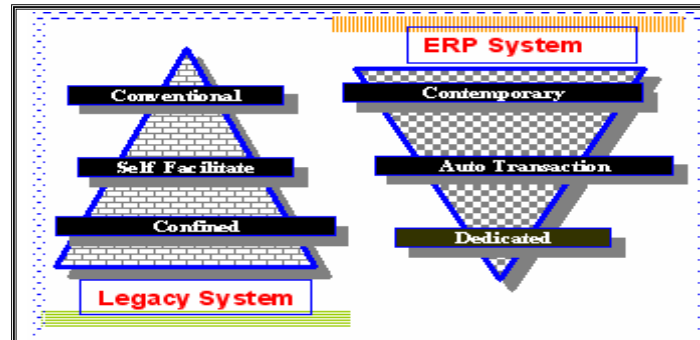 ERP System
Conventional
Contemporary
Self Facilitate
Auto Transaction
Confined
Dedicated
Legacy System